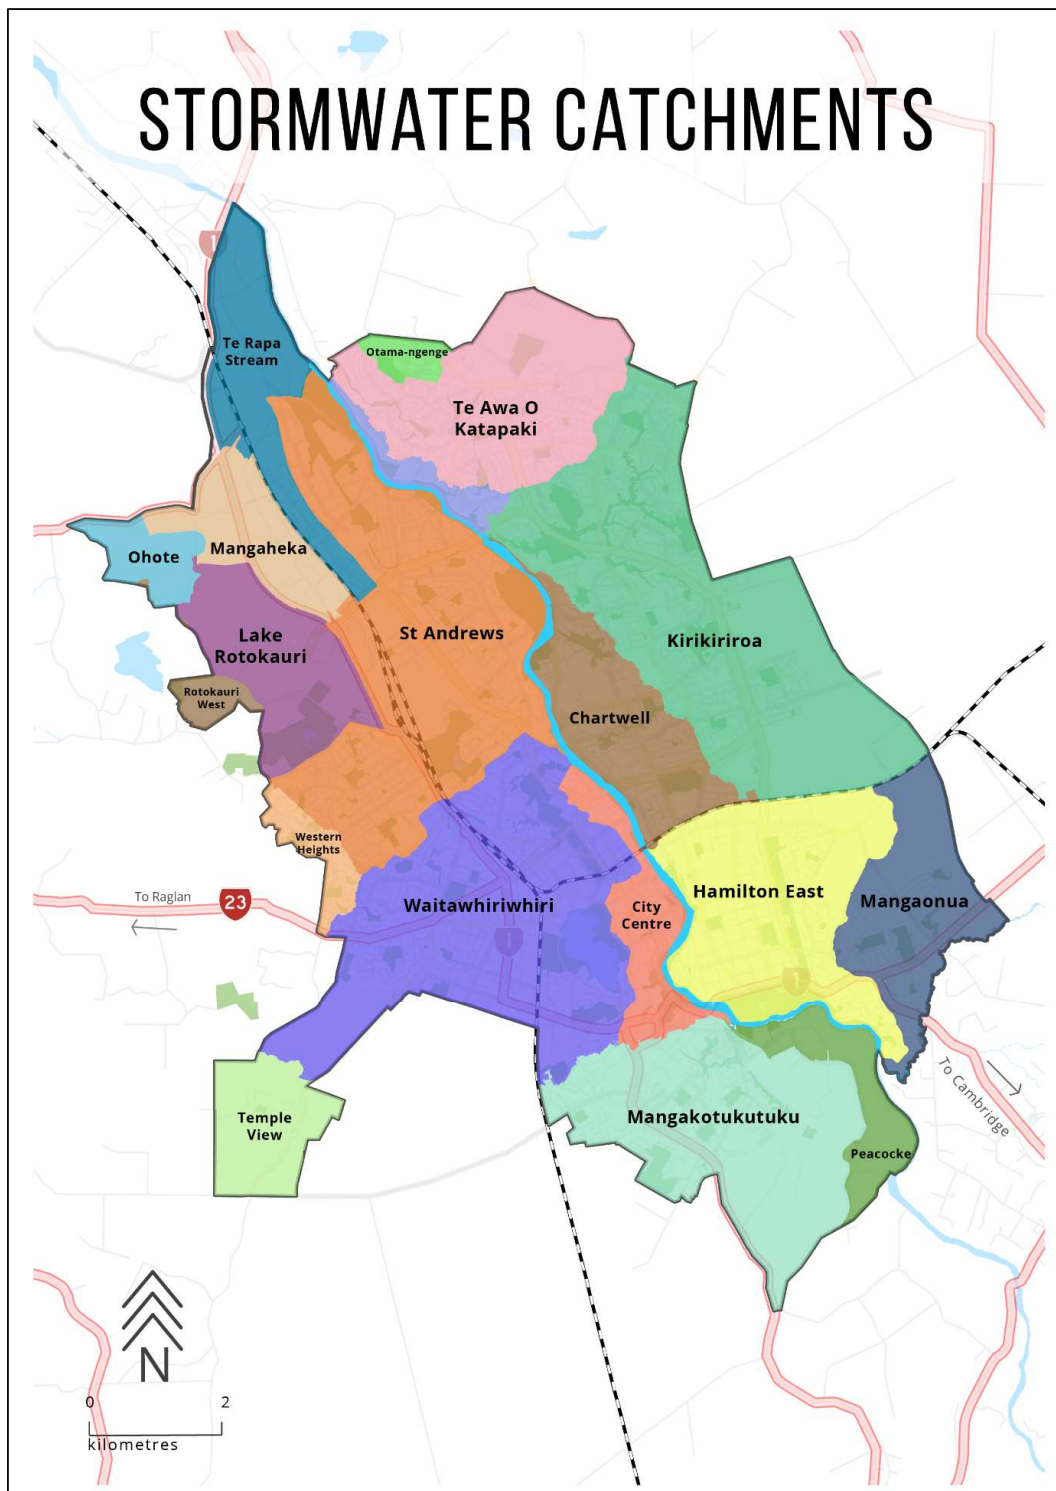 STORMWATER CATCHMENTS
1
Te Rapa
Stream
Otama-ngenge
Te Awa O
Katapaki
Ohote
Mangaheka
St Andrews
Lake
Rotokauri
Kirikiriroa
Rotokauri
West
Chartwell
Western
Heights
To Raglan
23
Waitawhiriwhiri
City
Centre
Hamilton East
Mangaonua
1
1
To Cambridge
Temple
View
Mangakotukutuku
Peacocke
N
0 2
kilometres